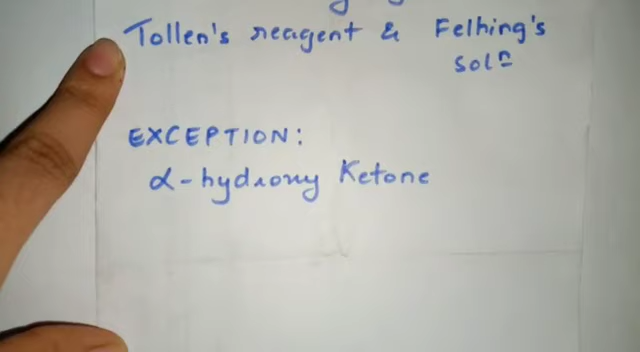 Tollen's reagent & Felhing's
Solⁿ
EXCEPTION:
α-hydroxy Ketone